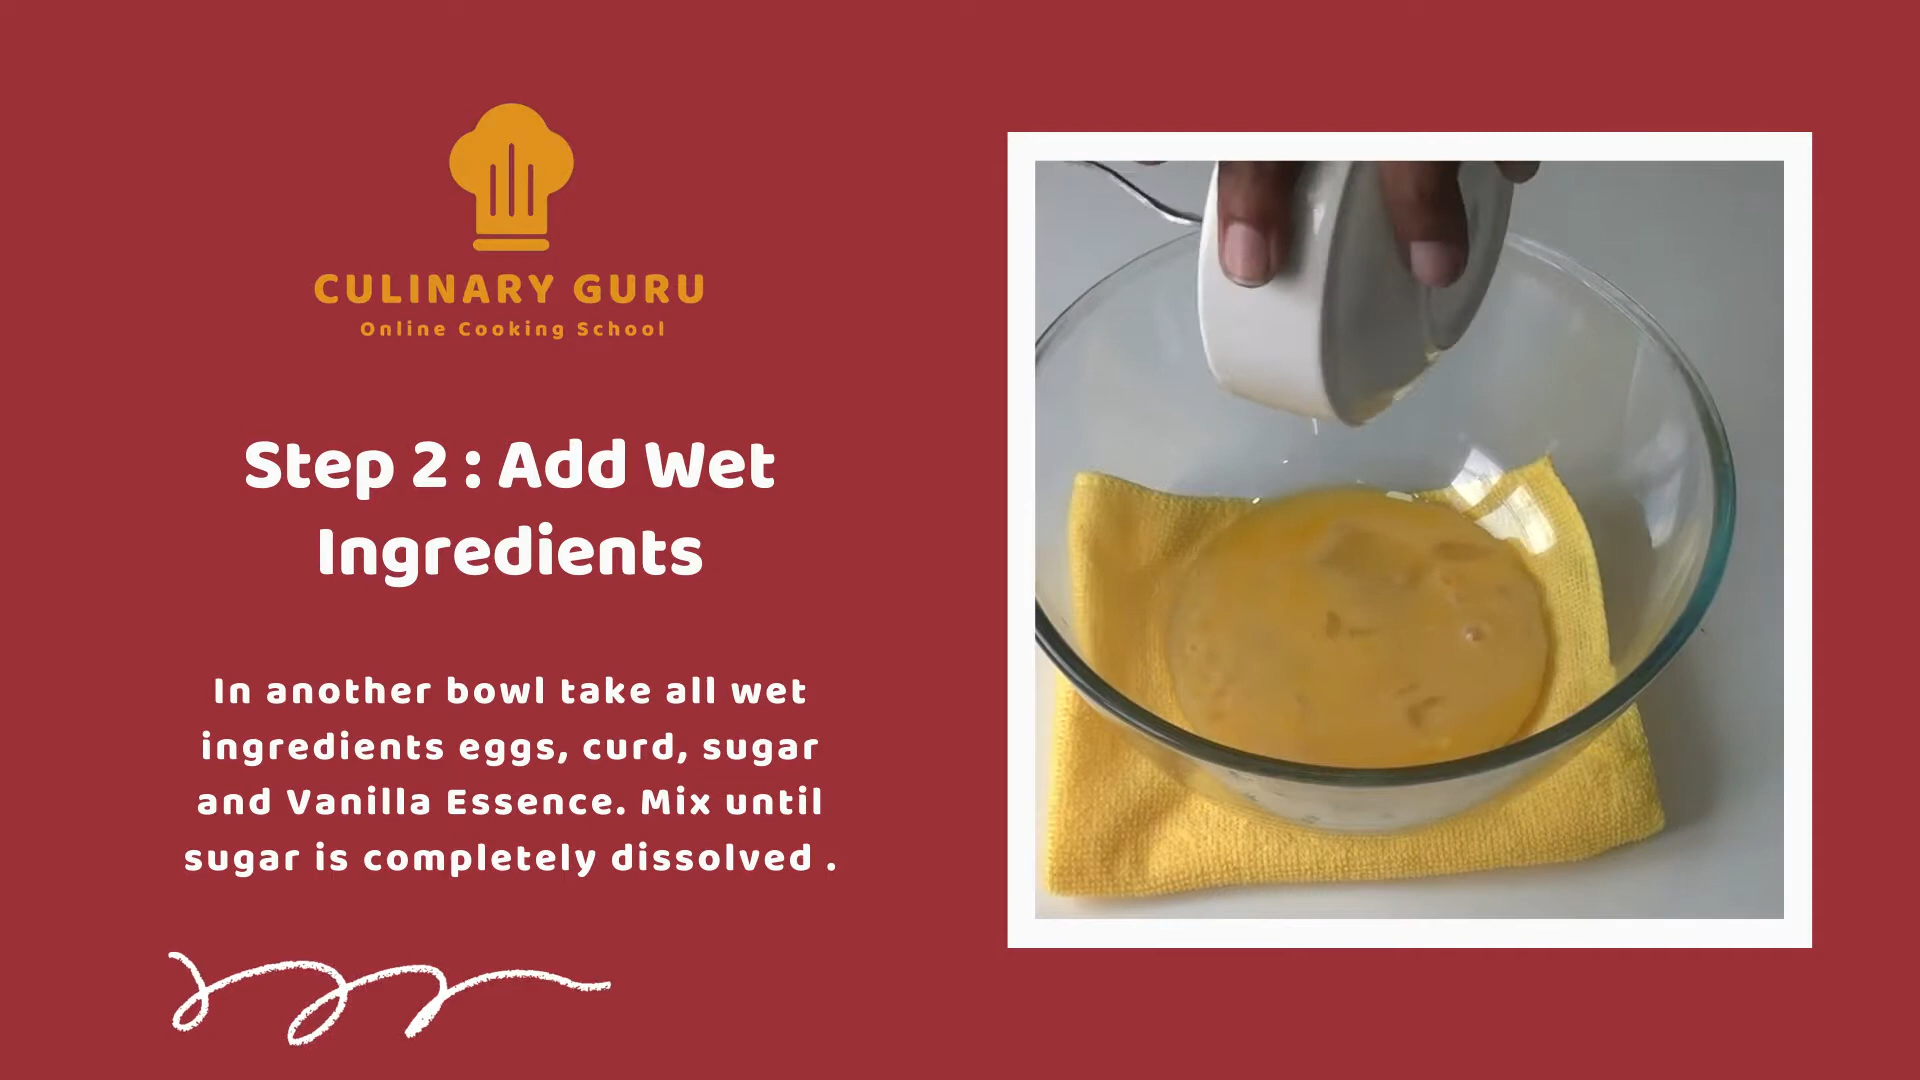 CULINARY GURU
Online Cooking School
Step 2 : Add Wet
Ingredients
In another bowl take all wet
ingredients eggs, curd, sugar
and Vanilla Essence. Mix until
sugar is completely dissolved .